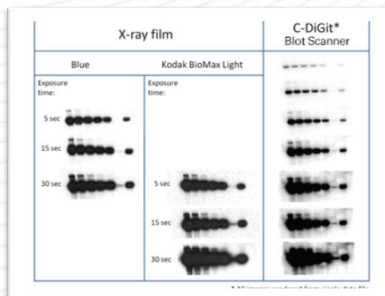 X-ray film
C-DiGit*
Blot Scanner
Blue
Kodak BioMax Light
Exposure
time:
Exposure
time:
5 sec
15 sec
30 sec
5 sec
15 sec
30 sec